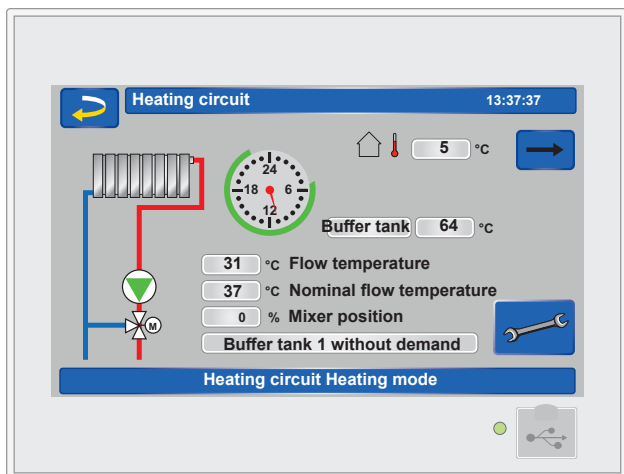 Heating circuit 13:37:37
5 °C
24
18 6
12
Buffer tank 64 °C
31 °C Flow temperature
37 °C Nominal flow temperature
0 % Mixer position
M
Buffer tank 1 without demand
Heating circuit Heating mode